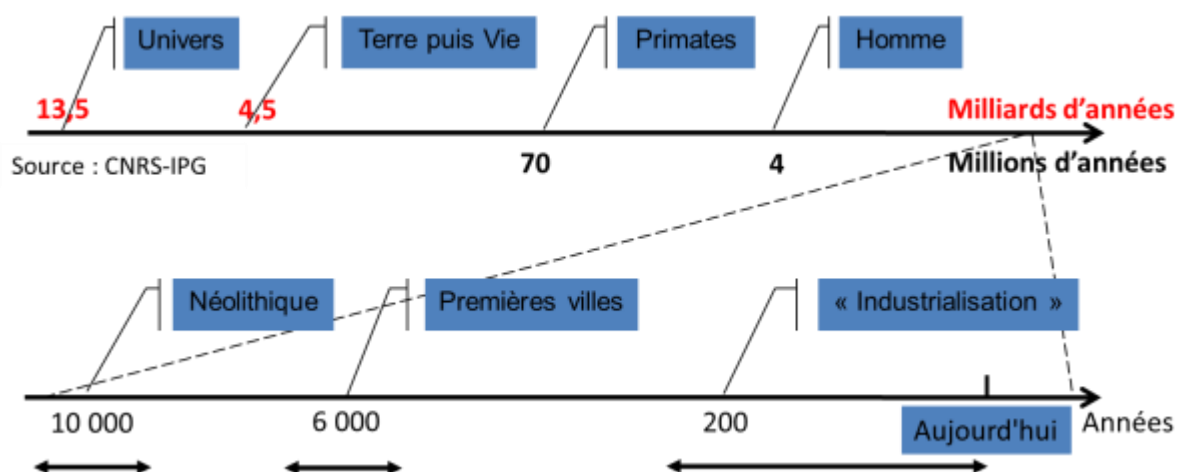 Univers
Terre puis Vie
Primates
Homme
13,5
4,5
Milliards d'années
Source : CNRS-IPG
70
4
Millions d'années
Néolithique
Premières villes
« Industrialisation »
10 000
6 000
200
Aujourd'hui
Années